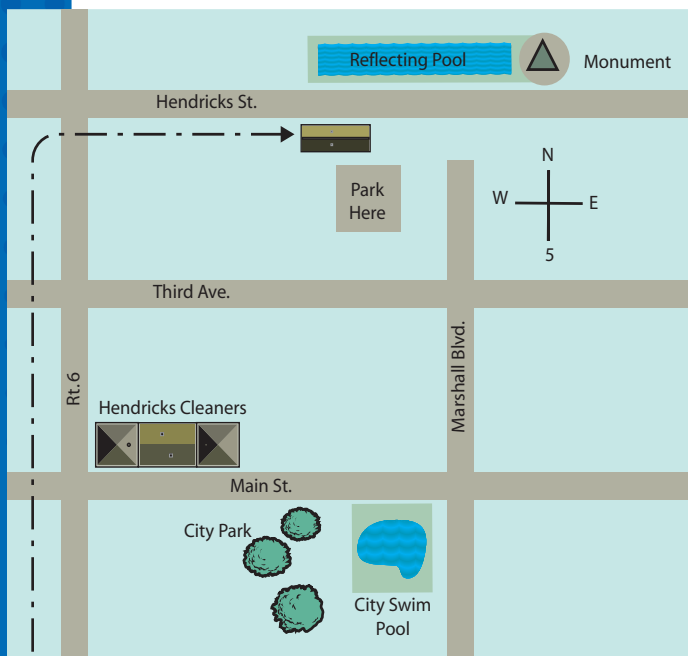 Reflecting Pool
Monument
Hendricks St.
Park
Here
N
W
E
5
Third Ave.
Rt. 6
Marshall Blvd.
Hendricks Cleaners
Main St.
City Park
City Swim
Pool